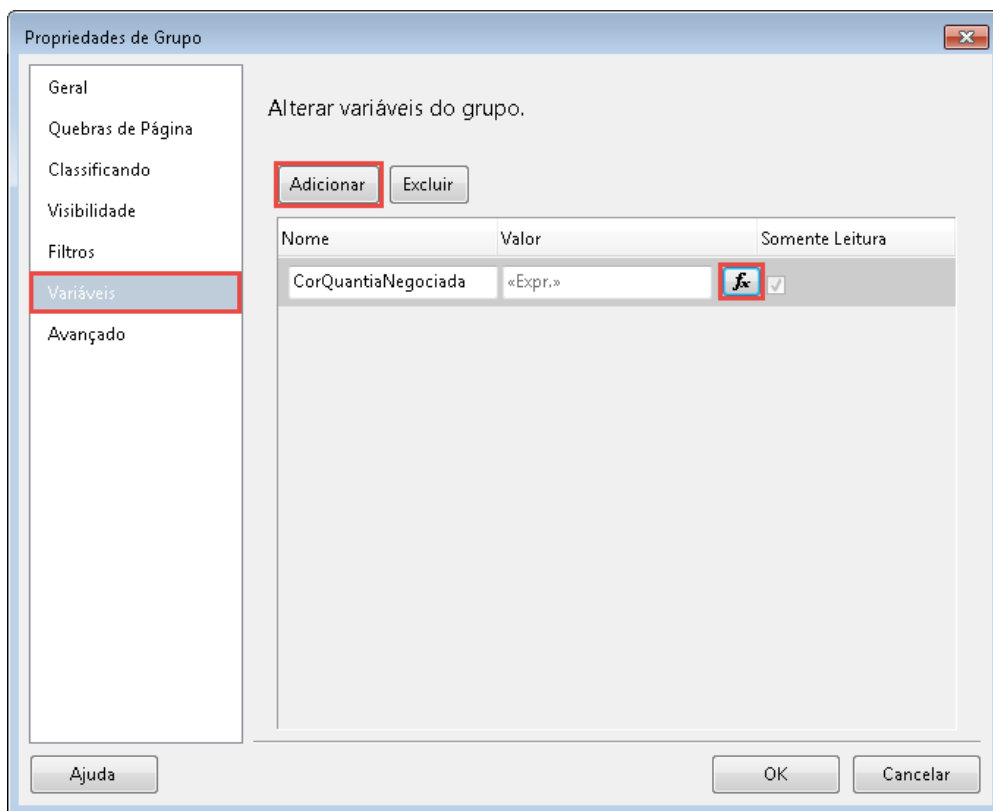 Propriedades de Grupo
Geral
Quebras de Página
Classificando
Visibilidade
Filtros
Variáveis
Avançado
Alterar variáveis do grupo.
Adicionar Excluir
Nome Valor Somente Leitura
CorQuantiaNegociada «Expr.» fx
Ajuda OK Cancelar